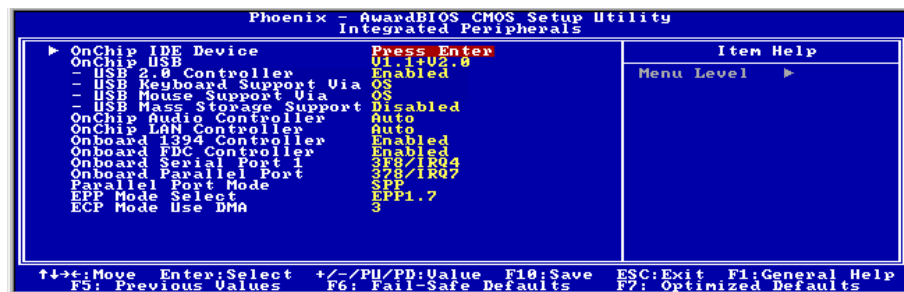 Phoenix - AwardBIOS CMOS Setup Utility
Integrated Peripherals
► OnChip IDE Device Press Enter
OnChip USB V1.1+V2.0
- USB 2.0 Controller Enabled
- USB Keyboard Support Via OS
- USB Mouse Support Via OS
- USB Mass Storage Support Disabled
OnChip Audio Controller Auto
OnChip LAN Controller Auto
Onboard 1394 Controller Enabled
Onboard FDC Controller Enabled
Onboard Serial Port 1 3F8/IRQ4
Onboard Parallel Port 378/IRQ7
Parallel Port Mode SPP
EPP Mode Select EPP1.7
ECP Mode Use DMA 3
Item Help
Menu Level ►
↑↓→←:Move Enter:Select +/-/PU/PD:Value F10:Save ESC:Exit F1:General Help
F5: Previous Values F6: Fail-Safe Defaults F7: Optimized Defaults